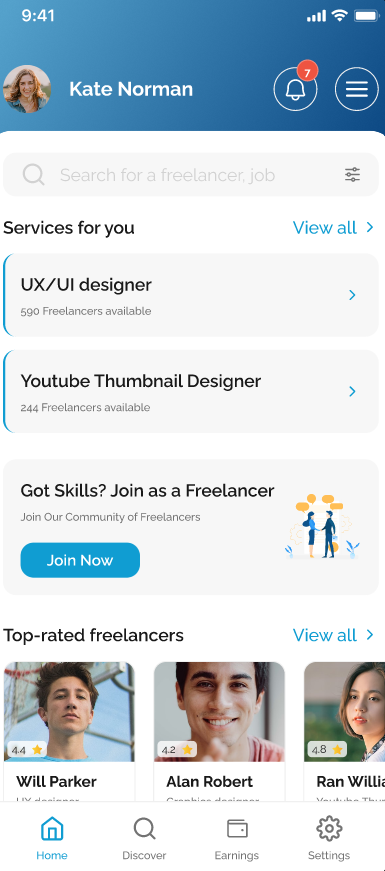 9:41
7
Kate Norman
Search for a freelancer, job
Services for you
View all
UX/UI designer
590 Freelancers available
Youtube Thumbnail Designer
244 Freelancers available
Got Skills? Join as a Freelancer
Join Our Community of Freelancers
Join Now
Top-rated freelancers
View all
4.4
4.2
4.8
Will Parker
Alan Robert
Ran Willia
UX designer
Graphics designer
Youtube Thu
Home
Discover
Earnings
Settings